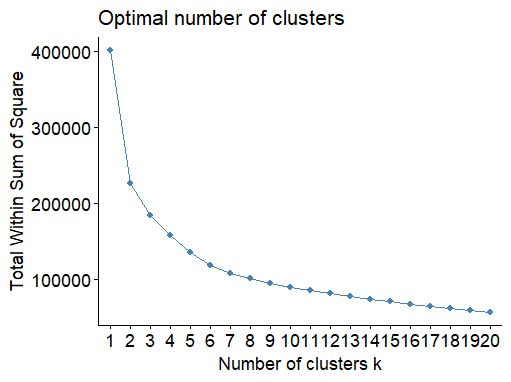 Optimal number of clusters
Total Within Sum of Square
400000
300000
200000
100000
1 2 3 4 5 6 7 8 9 10 11 12 13 14 15 16 17 18 19 20
Number of clusters k